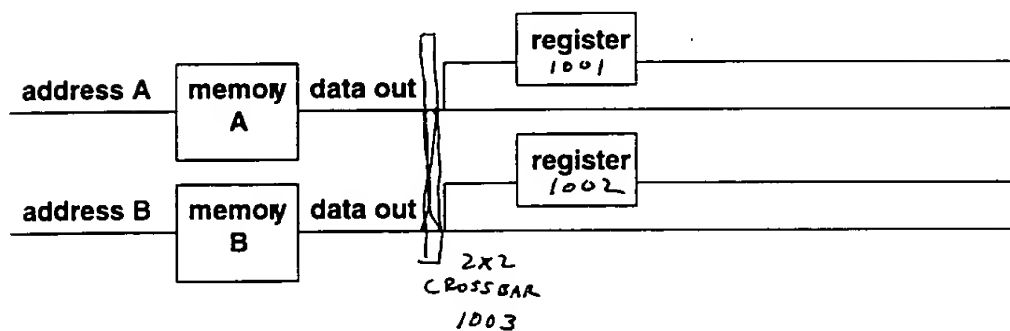 register
1001
address A
memory
A
data out
register
1002
address B
memory
B
data out
2x2
CROSSBAR
1003